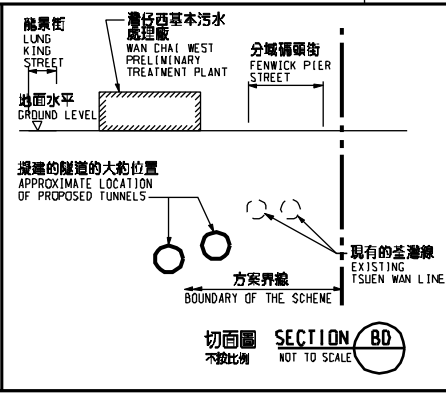 龍景街
LUNG
KING
STREET
灣仔西基本污水
處理廠
WAN CHAI WEST
PRELIMINARY
TREATMENT PLANT
分域碼頭街
FENWICK PIER
STREET
地面水平
GROUND LEVEL
擬建的隧道的大約位置
APPROXIMATE LOCATION
OF PROPOSED TUNNELS
現有的荃灣線
EXISTING
TSUEN WAN LINE
方案界線
BOUNDARY OF THE SCHEME
切面圖 SECTION BD
不按比例 NOT TO SCALE